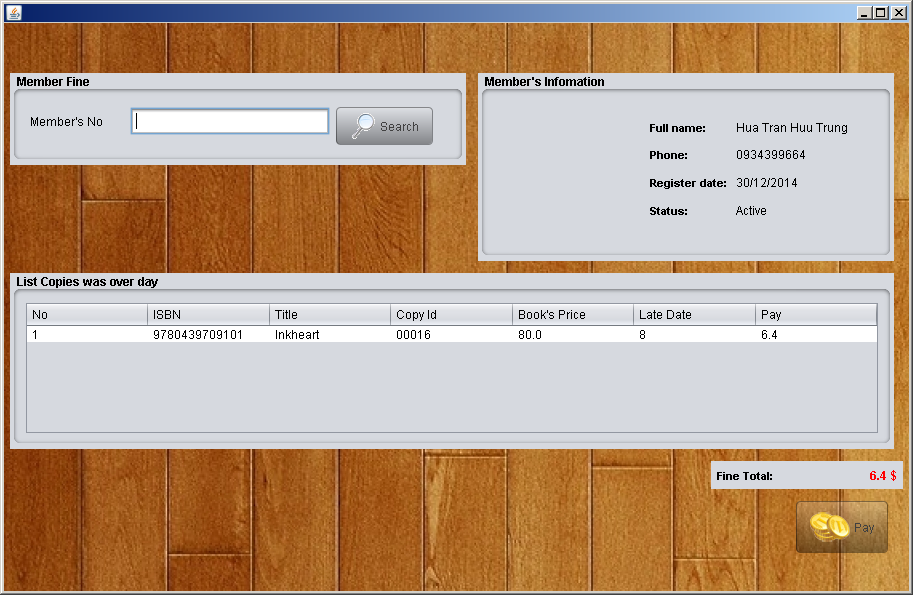 Member Fine
Member's No
Search
Member's Infomation
Full name: Hua Tran Huu Trung
Phone: 0934399664
Register date: 30/12/2014
Status: Active
List Copies was over day
No ISBN Title Copy Id Book's Price Late Date Pay
1 9780439709101 Inkheart 00016 80.0 8 6.4
Fine Total: 6.4 $
Pay